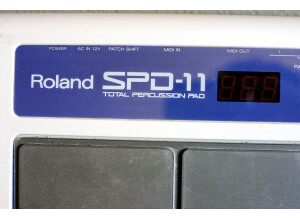 POWER AC IN 12V PATCH SHIFT MIDI IN MIDI OUT
Roland SPD-11
TOTAL PERCUSSION PAD